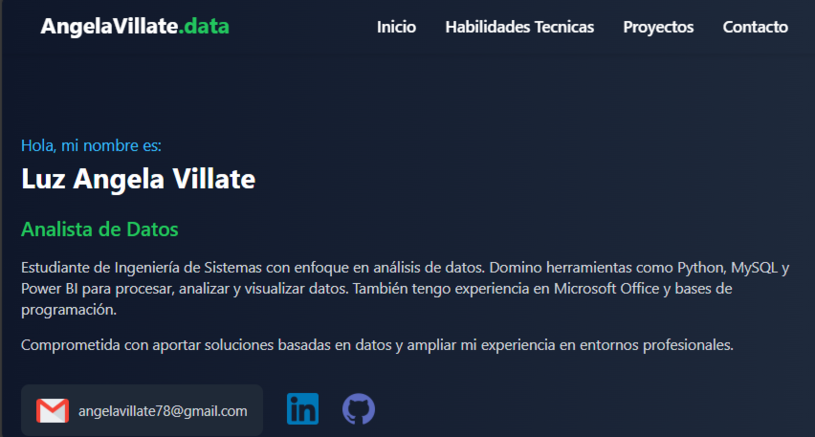 AngelaVillate.data
Inicio
Habilidades Tecnicas
Proyectos
Contacto
Hola, mi nombre es:
Luz Angela Villate
Analista de Datos
Estudiante de Ingeniería de Sistemas con enfoque en análisis de datos. Domino herramientas como Python, MySQL y
Power BI para procesar, analizar y visualizar datos. También tengo experiencia en Microsoft Office y bases de
programación.
Comprometida con aportar soluciones basadas en datos y ampliar mi experiencia en entornos profesionales.
angelavillate78@gmail.com
in